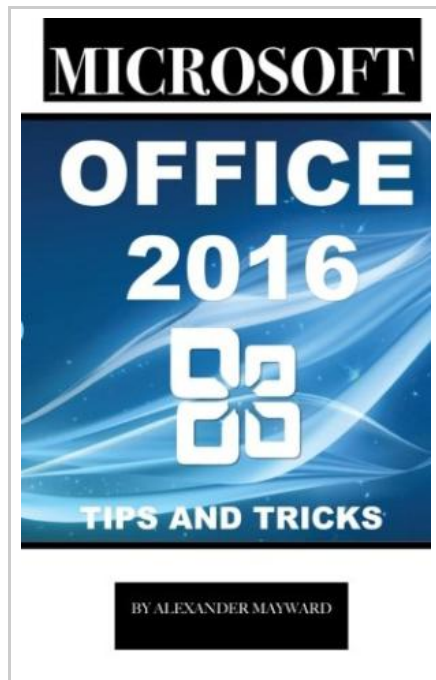 MICROSOFT
OFFICE
2016
TIPS AND TRICKS
BY ALEXANDER MAYWARD